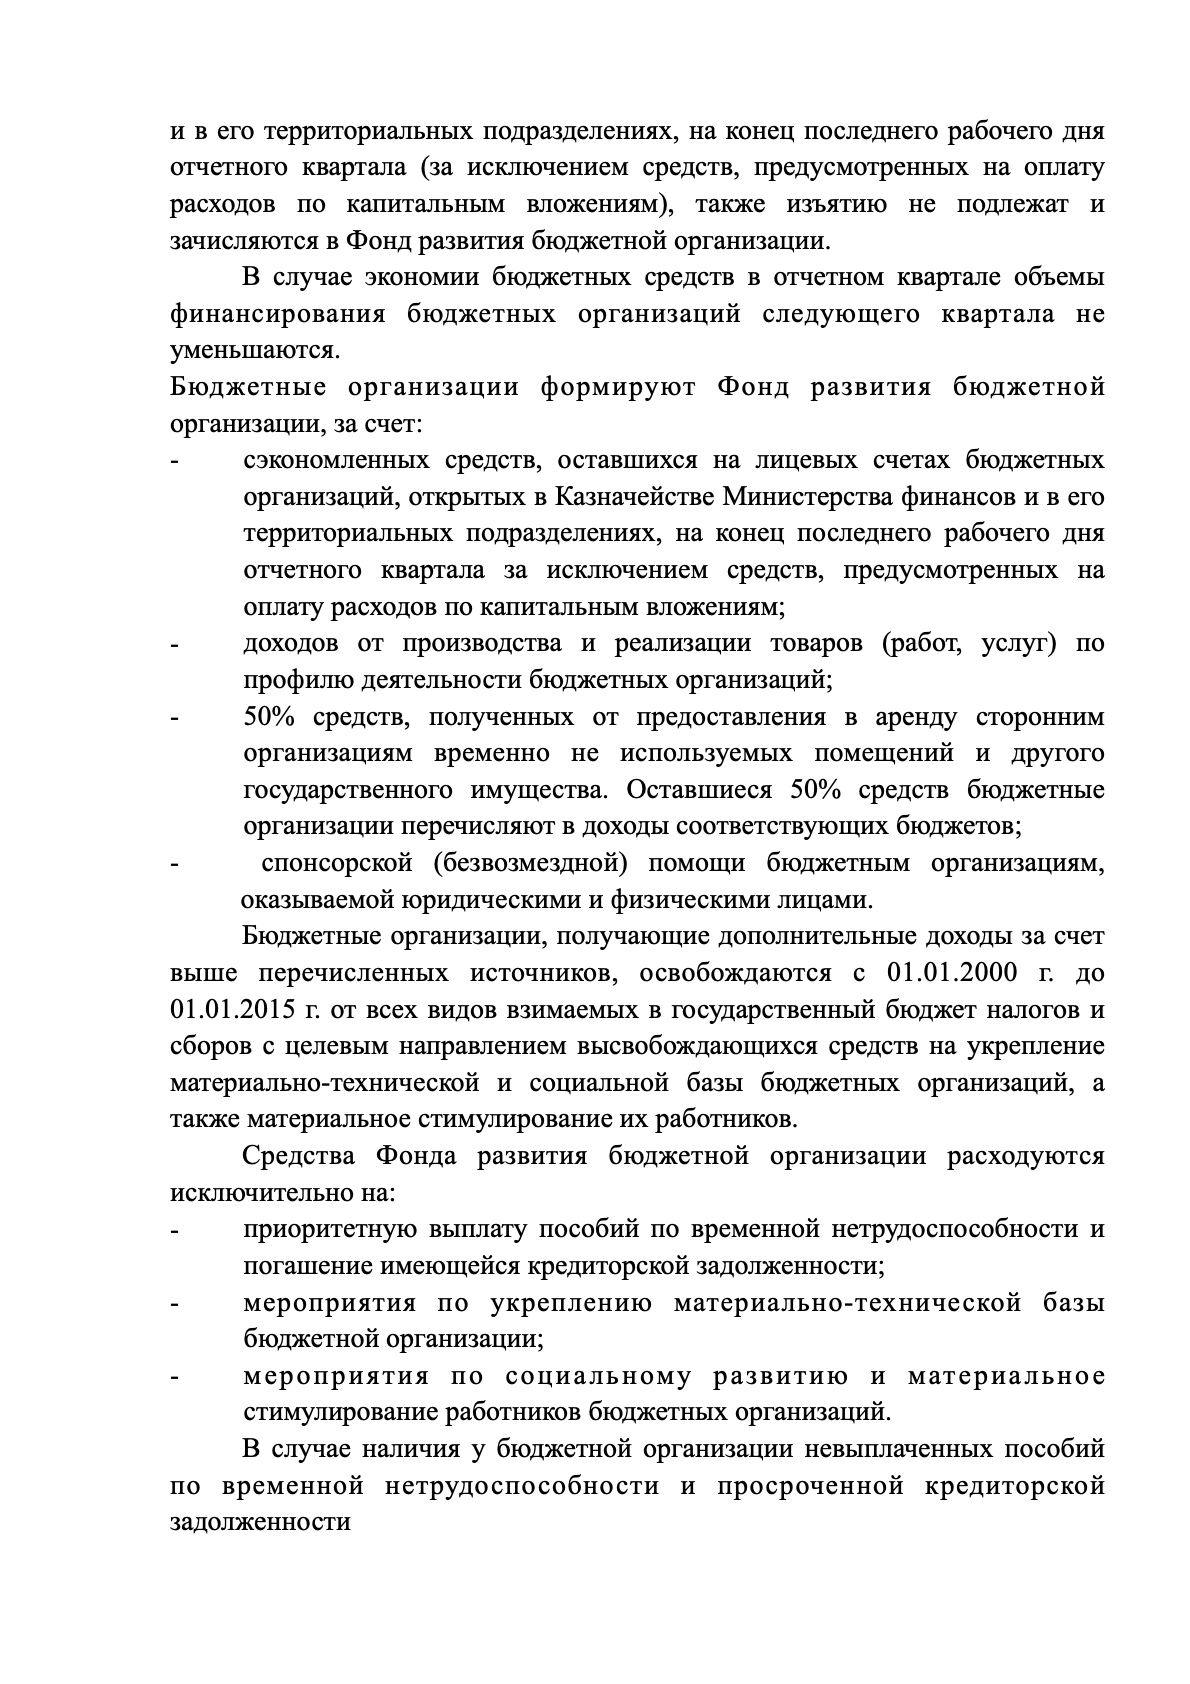 и в его территориальных подразделениях, на конец последнего рабочего дня
отчетного квартала (за исключением средств, предусмотренных на оплату
расходов по капитальным вложениям), также изъятию не подлежат и
зачисляются в Фонд развития бюджетной организации.
В случае экономии бюджетных средств в отчетном квартале объемы
финансирования бюджетных организаций следующего квартала не
уменьшаются.
Бюджетные организации формируют Фонд развития бюджетной
организации, за счет:
- сэкономленных средств, оставшихся на лицевых счетах бюджетных
организаций, открытых в Казначействе Министерства финансов и в его
территориальных подразделениях, на конец последнего рабочего дня
отчетного квартала за исключением средств, предусмотренных на
оплату расходов по капитальным вложениям;
- доходов от производства и реализации товаров (работ, услуг) по
профилю деятельности бюджетных организаций;
- 50% средств, полученных от предоставления в аренду сторонним
организациям временно не используемых помещений и другого
государственного имущества. Оставшиеся 50% средств бюджетные
организации перечисляют в доходы соответствующих бюджетов;
- спонсорской (безвозмездной) помощи бюджетным организациям,
оказываемой юридическими и физическими лицами.
Бюджетные организации, получающие дополнительные доходы за счет
выше перечисленных источников, освобождаются с 01.01.2000 г. до
01.01.2015 г. от всех видов взимаемых в государственный бюджет налогов и
сборов с целевым направлением высвобождающихся средств на укрепление
материально-технической и социальной базы бюджетных организаций, а
также материальное стимулирование их работников.
Средства Фонда развития бюджетной организации расходуются
исключительно на:
- приоритетную выплату пособий по временной нетрудоспособности и
погашение имеющейся кредиторской задолженности;
- мероприятия по укреплению материально-технической базы
бюджетной организации;
- мероприятия по социальному развитию и материальное
стимулирование работников бюджетных организаций.
В случае наличия у бюджетной организации невыплаченных пособий
по временной нетрудоспособности и просроченной кредиторской
задолженности